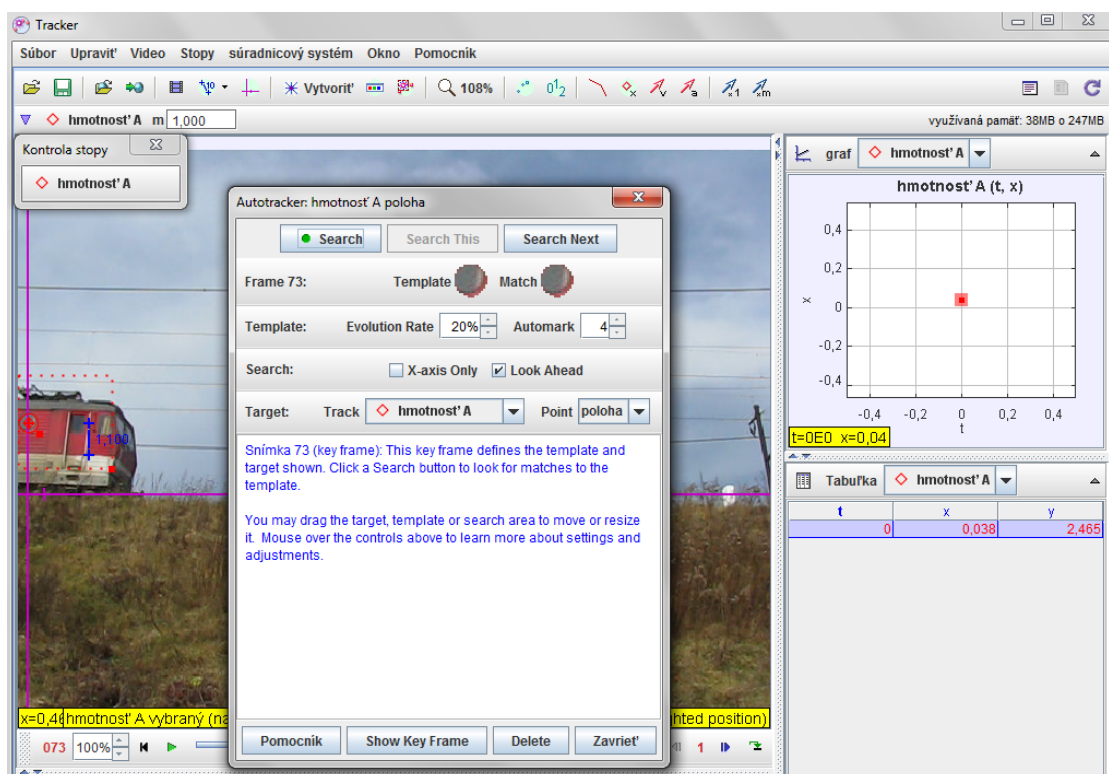 Tracker
Súbor Upraviť Video Stopy súradnicový systém Okno Pomocník
Vytvoriť 108%
hmotnosť A m 1,000 využívaná pamäť: 38MB o 247MB
Kontrola stopy
hmotnosť A
Autotracker: hmotnosť A poloha
Search Search This Search Next
Frame 73: Template Match
Template: Evolution Rate 20% Automark 4
Search: X-axis Only Look Ahead
Target: Track hmotnosť A Point poloha
Snímka 73 (key frame): This key frame defines the template and
target shown. Click a Search button to look for matches to the
template.
You may drag the target, template or search area to move or resize
it. Mouse over the controls above to learn more about settings and
adjustments.
Pomocník Show Key Frame Delete Zavrieť
1,100
x=0,46 hmotnosť A vybraný (na
hted position)
073 100% 1
graf hmotnosť A
hmotnosť A (t, x)
0,4
0,2
0
-0,2
-0,4
x
-0,4 -0,2 0 0,2 0,4
t
t=0E0 x=0,04
Tabuľka hmotnosť A
t x y
0 0,038 2,465